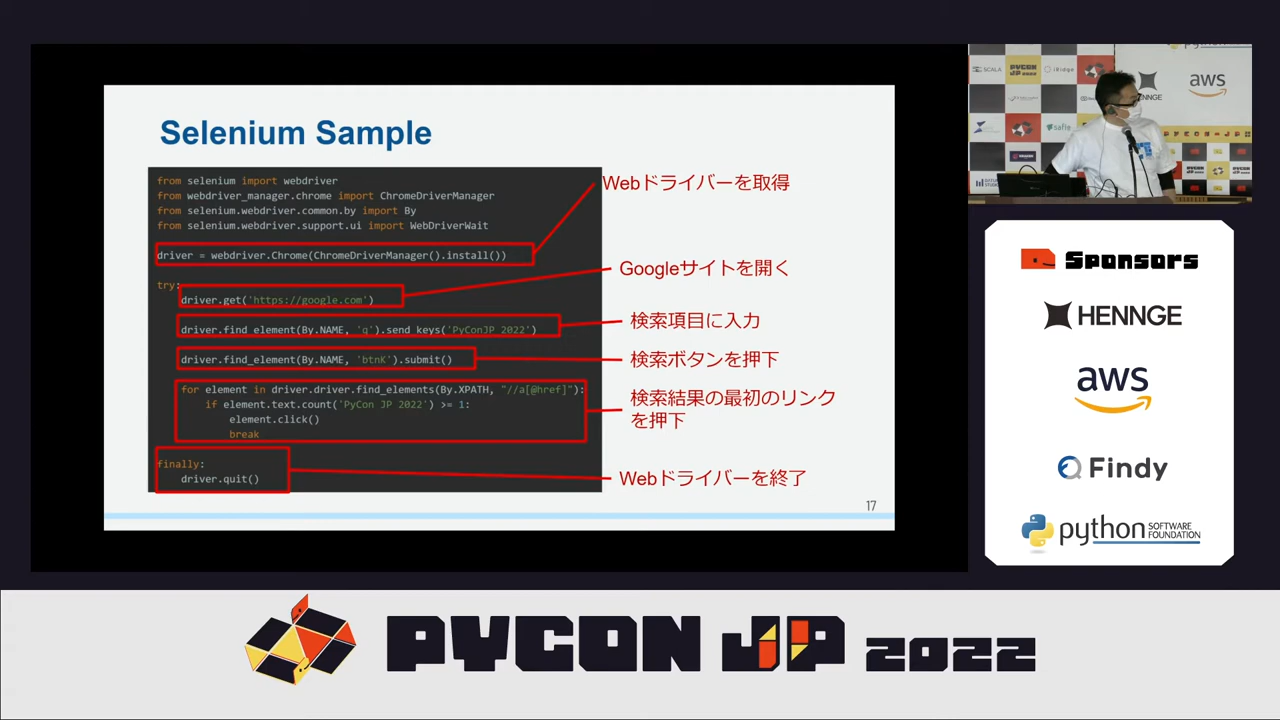 Selenium Sample
from selenium import webdriver
from webdriver_manager.chrome import ChromeDriverManager
from selenium.webdriver.common.by import By
from selenium.webdriver.support.ui import WebDriverWait
driver = webdriver.Chrome(ChromeDriverManager().install())
try:
driver.get('https://google.com')
driver.find_element(By.NAME, 'q').send_keys('PyConJP 2022')
driver.find_element(By.NAME, 'btnK').submit()
for element in driver.driver.find_elements(By.XPATH, "//a[@href]"):
if element.text.count('PyCon JP 2022') >= 1:
element.click()
break
finally:
driver.quit()
Webドライバーを取得
Googleサイトを開く
検索項目に入力
検索ボタンを押下
検索結果の最初のリンク
を押下
Webドライバーを終了
17
aws
HENNGE
Sponsors
HENNGE
aws
Findy
python SOFTWARE FOUNDATION
PYCON JP 2022